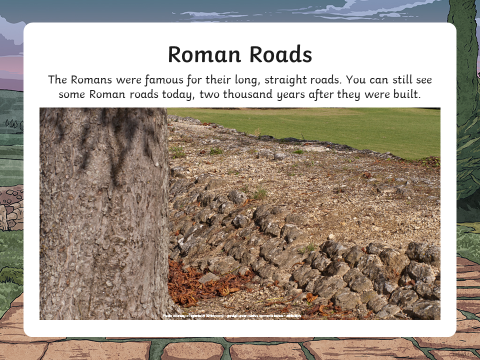 Roman Roads
The Romans were famous for their long, straight roads. You can still see
some Roman roads today, two thousand years after they were built.